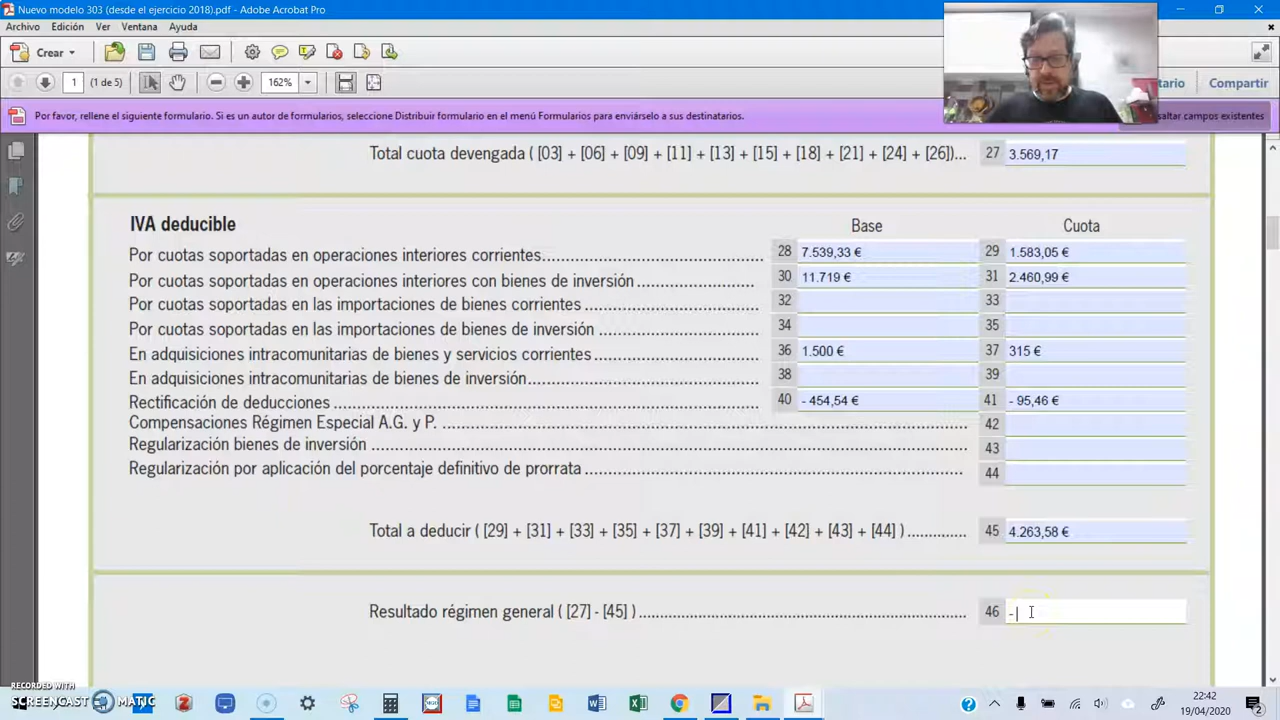 Nuevo modelo 303 (desde el ejercicio 2018).pdf - Adobe Acrobat Pro
Archivo Edición Ver Ventana Ayuda
Crear
1 (1 de 5) 162% Compartir
Por favor, rellene el siguiente formulario. Si es un autor de formularios, seleccione Distribuir formulario en el menú Formularios para enviárselo a sus destinatarios. saltar campos existentes
Total cuota devengada ( [03] + [06] + [09] + [11] + [13] + [15] + [18] + [21] + [24] + [26])... 27 3.569,17
IVA deducible Base Cuota
Por cuotas soportadas en operaciones interiores corrientes 28 7.539,33 € 29 1.583,05 €
Por cuotas soportadas en operaciones interiores con bienes de inversión 30 11.719 € 31 2.460,99 €
Por cuotas soportadas en las importaciones de bienes corrientes 32 33
Por cuotas soportadas en las importaciones de bienes de inversión 34 35
En adquisiciones intracomunitarias de bienes y servicios corrientes 36 1.500 € 37 315 €
En adquisiciones intracomunitarias de bienes de inversión 38 39
Rectificación de deducciones 40 - 454,54 € 41 - 95,46 €
Compensaciones Régimen Especial A.G. y P. 42
Regularización bienes de inversión 43
Regularización por aplicación del porcentaje definitivo de prorrata 44
Total a deducir ( [29] + [31] + [33] + [35] + [37] + [39] + [41] + [42] + [43] + [44] ) 45 4.263,58 €
Resultado régimen general ( [27] - [45] ) 46 -
RECORDED WITH
SCREENCAST MATIC
22:42
19/04/2020
2